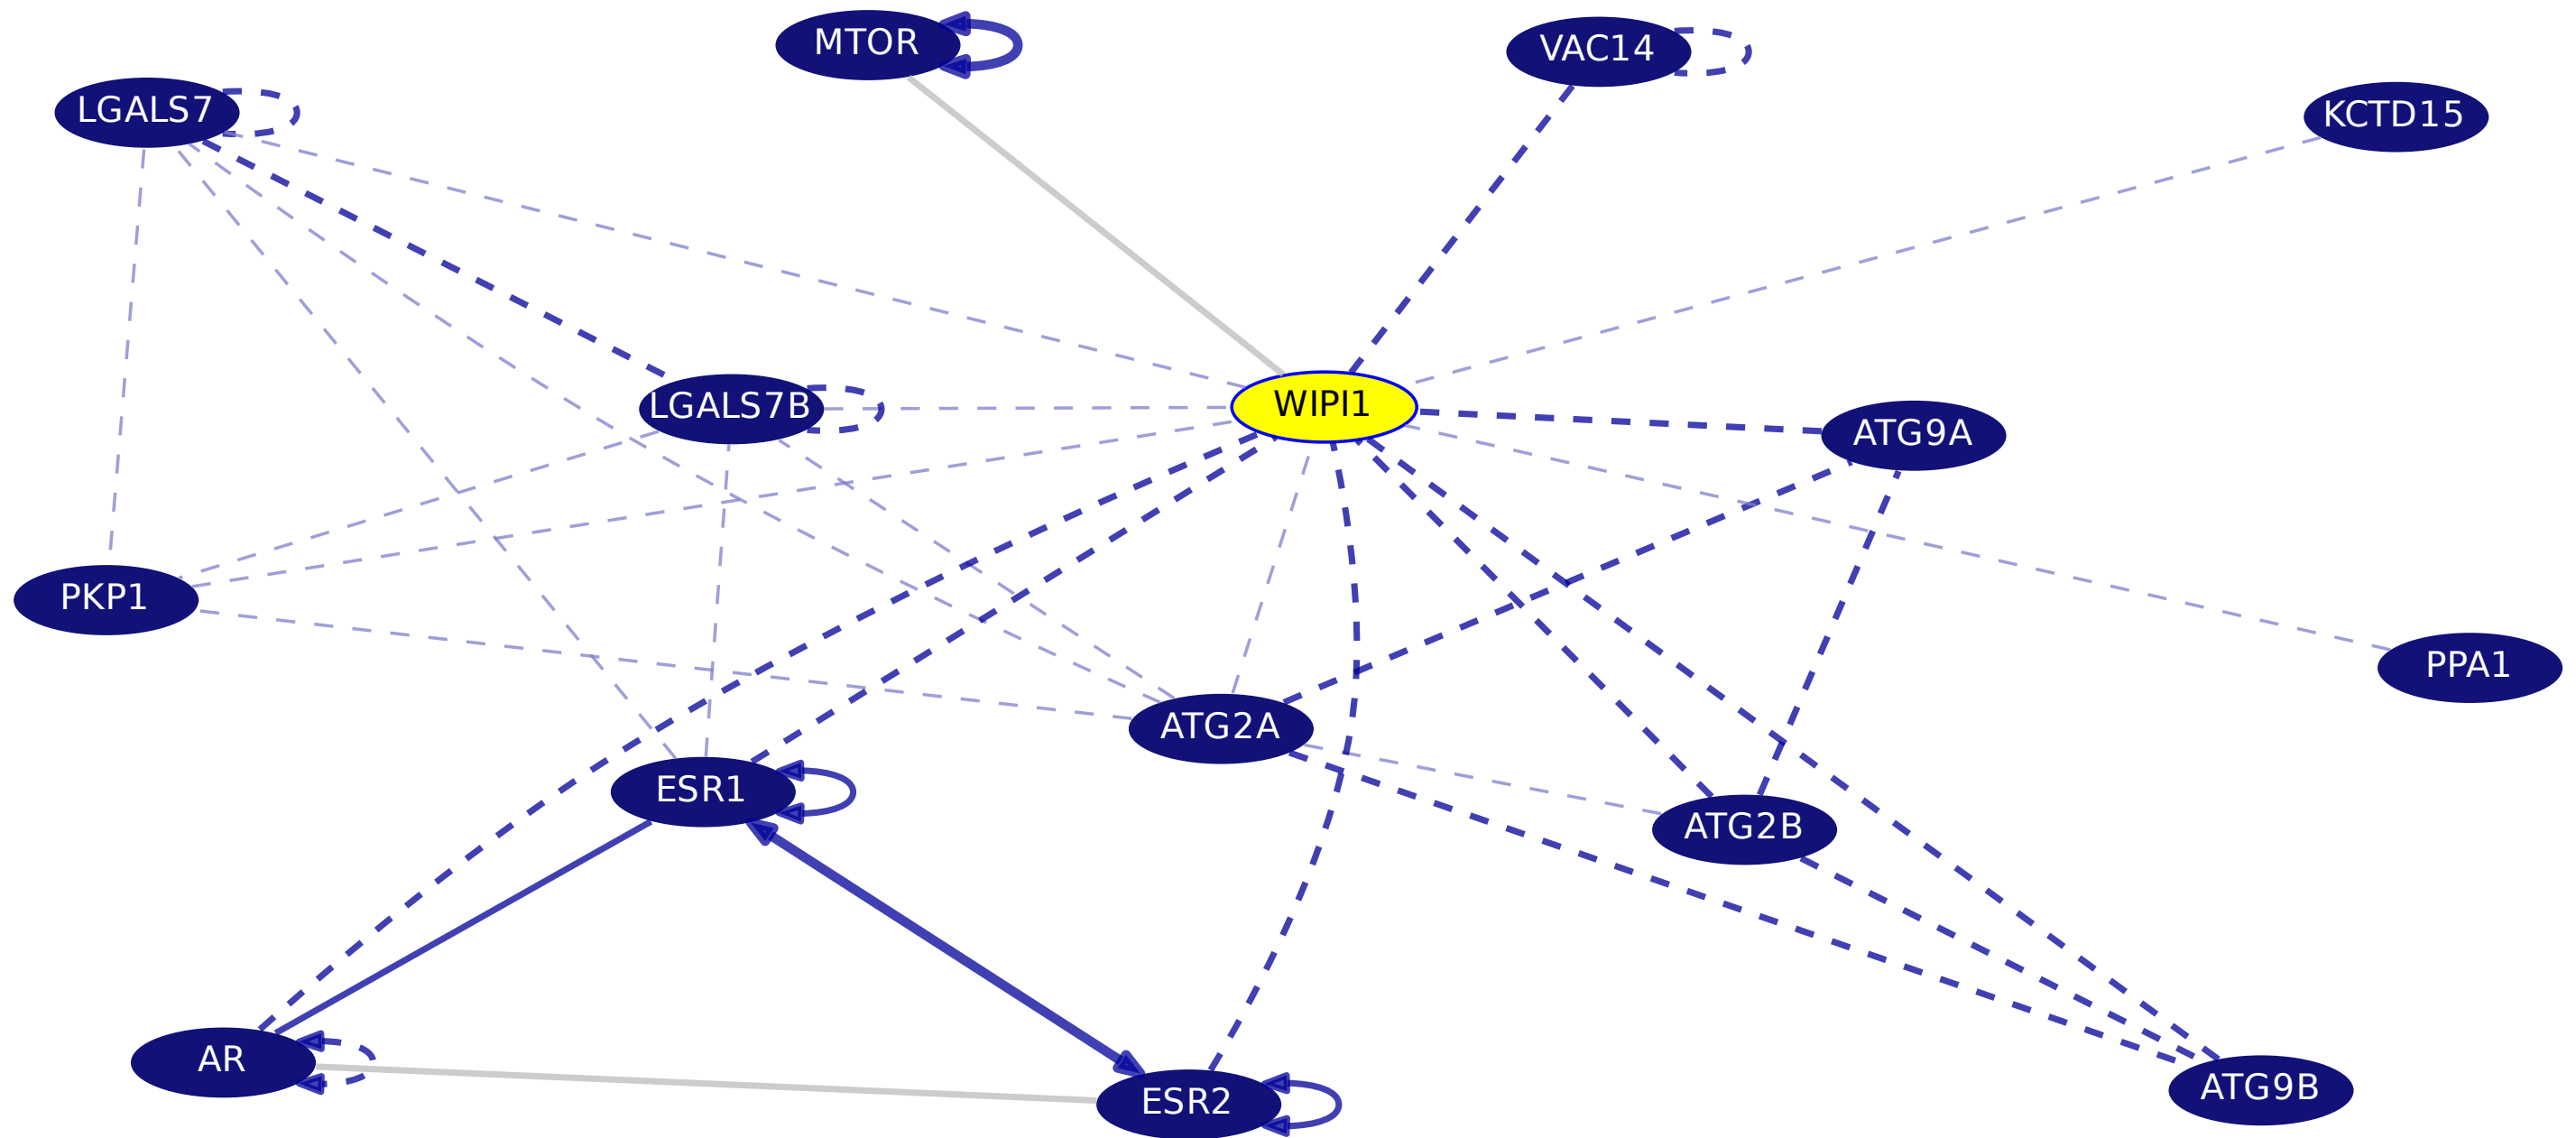 MTOR
VAC14
LGALS7
KCTD15
LGALS7B
WIPI1
ATG9A
PKP1
PPA1
ATG2A
ESR1
ATG2B
AR
ESR2
ATG9B